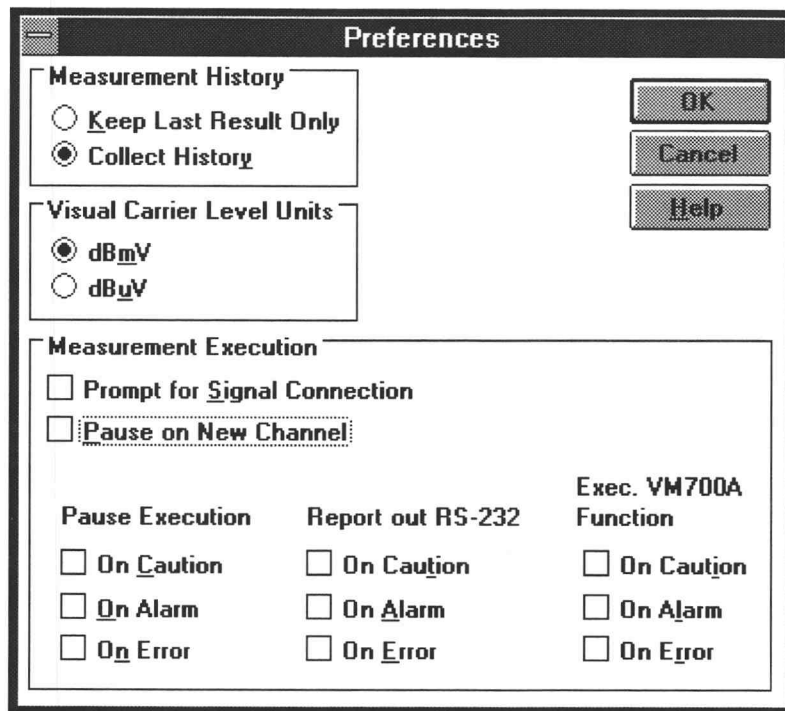 Preferences
Measurement History
Keep Last Result Only
Collect History
OK
Cancel
Help
Visual Carrier Level Units
dBmV
dBuV
Measurement Execution
Prompt for Signal Connection
Pause on New Channel
Pause Execution
On Caution
On Alarm
On Error
Report out RS-232
On Caution
On Alarm
On Error
Exec. VM700A
Function
On Caution
On Alarm
On Error